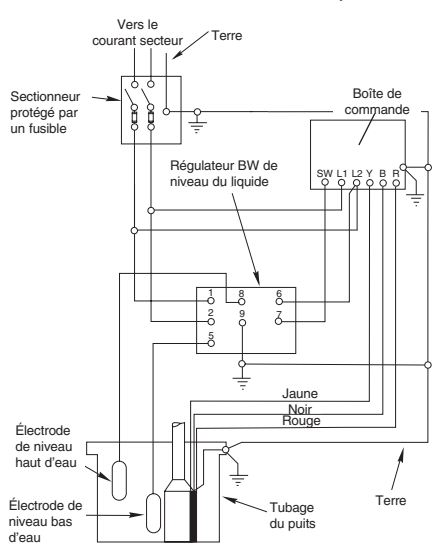 Vers le
courant secteur
Terre
Sectionneur
protégé par
un fusible
Boîte de
commande
Régulateur BW de
niveau du liquide
SW L1 L2 Y B R
1 8 6
2 9 7
5
Jaune
Noir
Rouge
Électrode
de niveau
haut d'eau
Électrode de
niveau bas
d'eau
Tubage
du puits
Terre